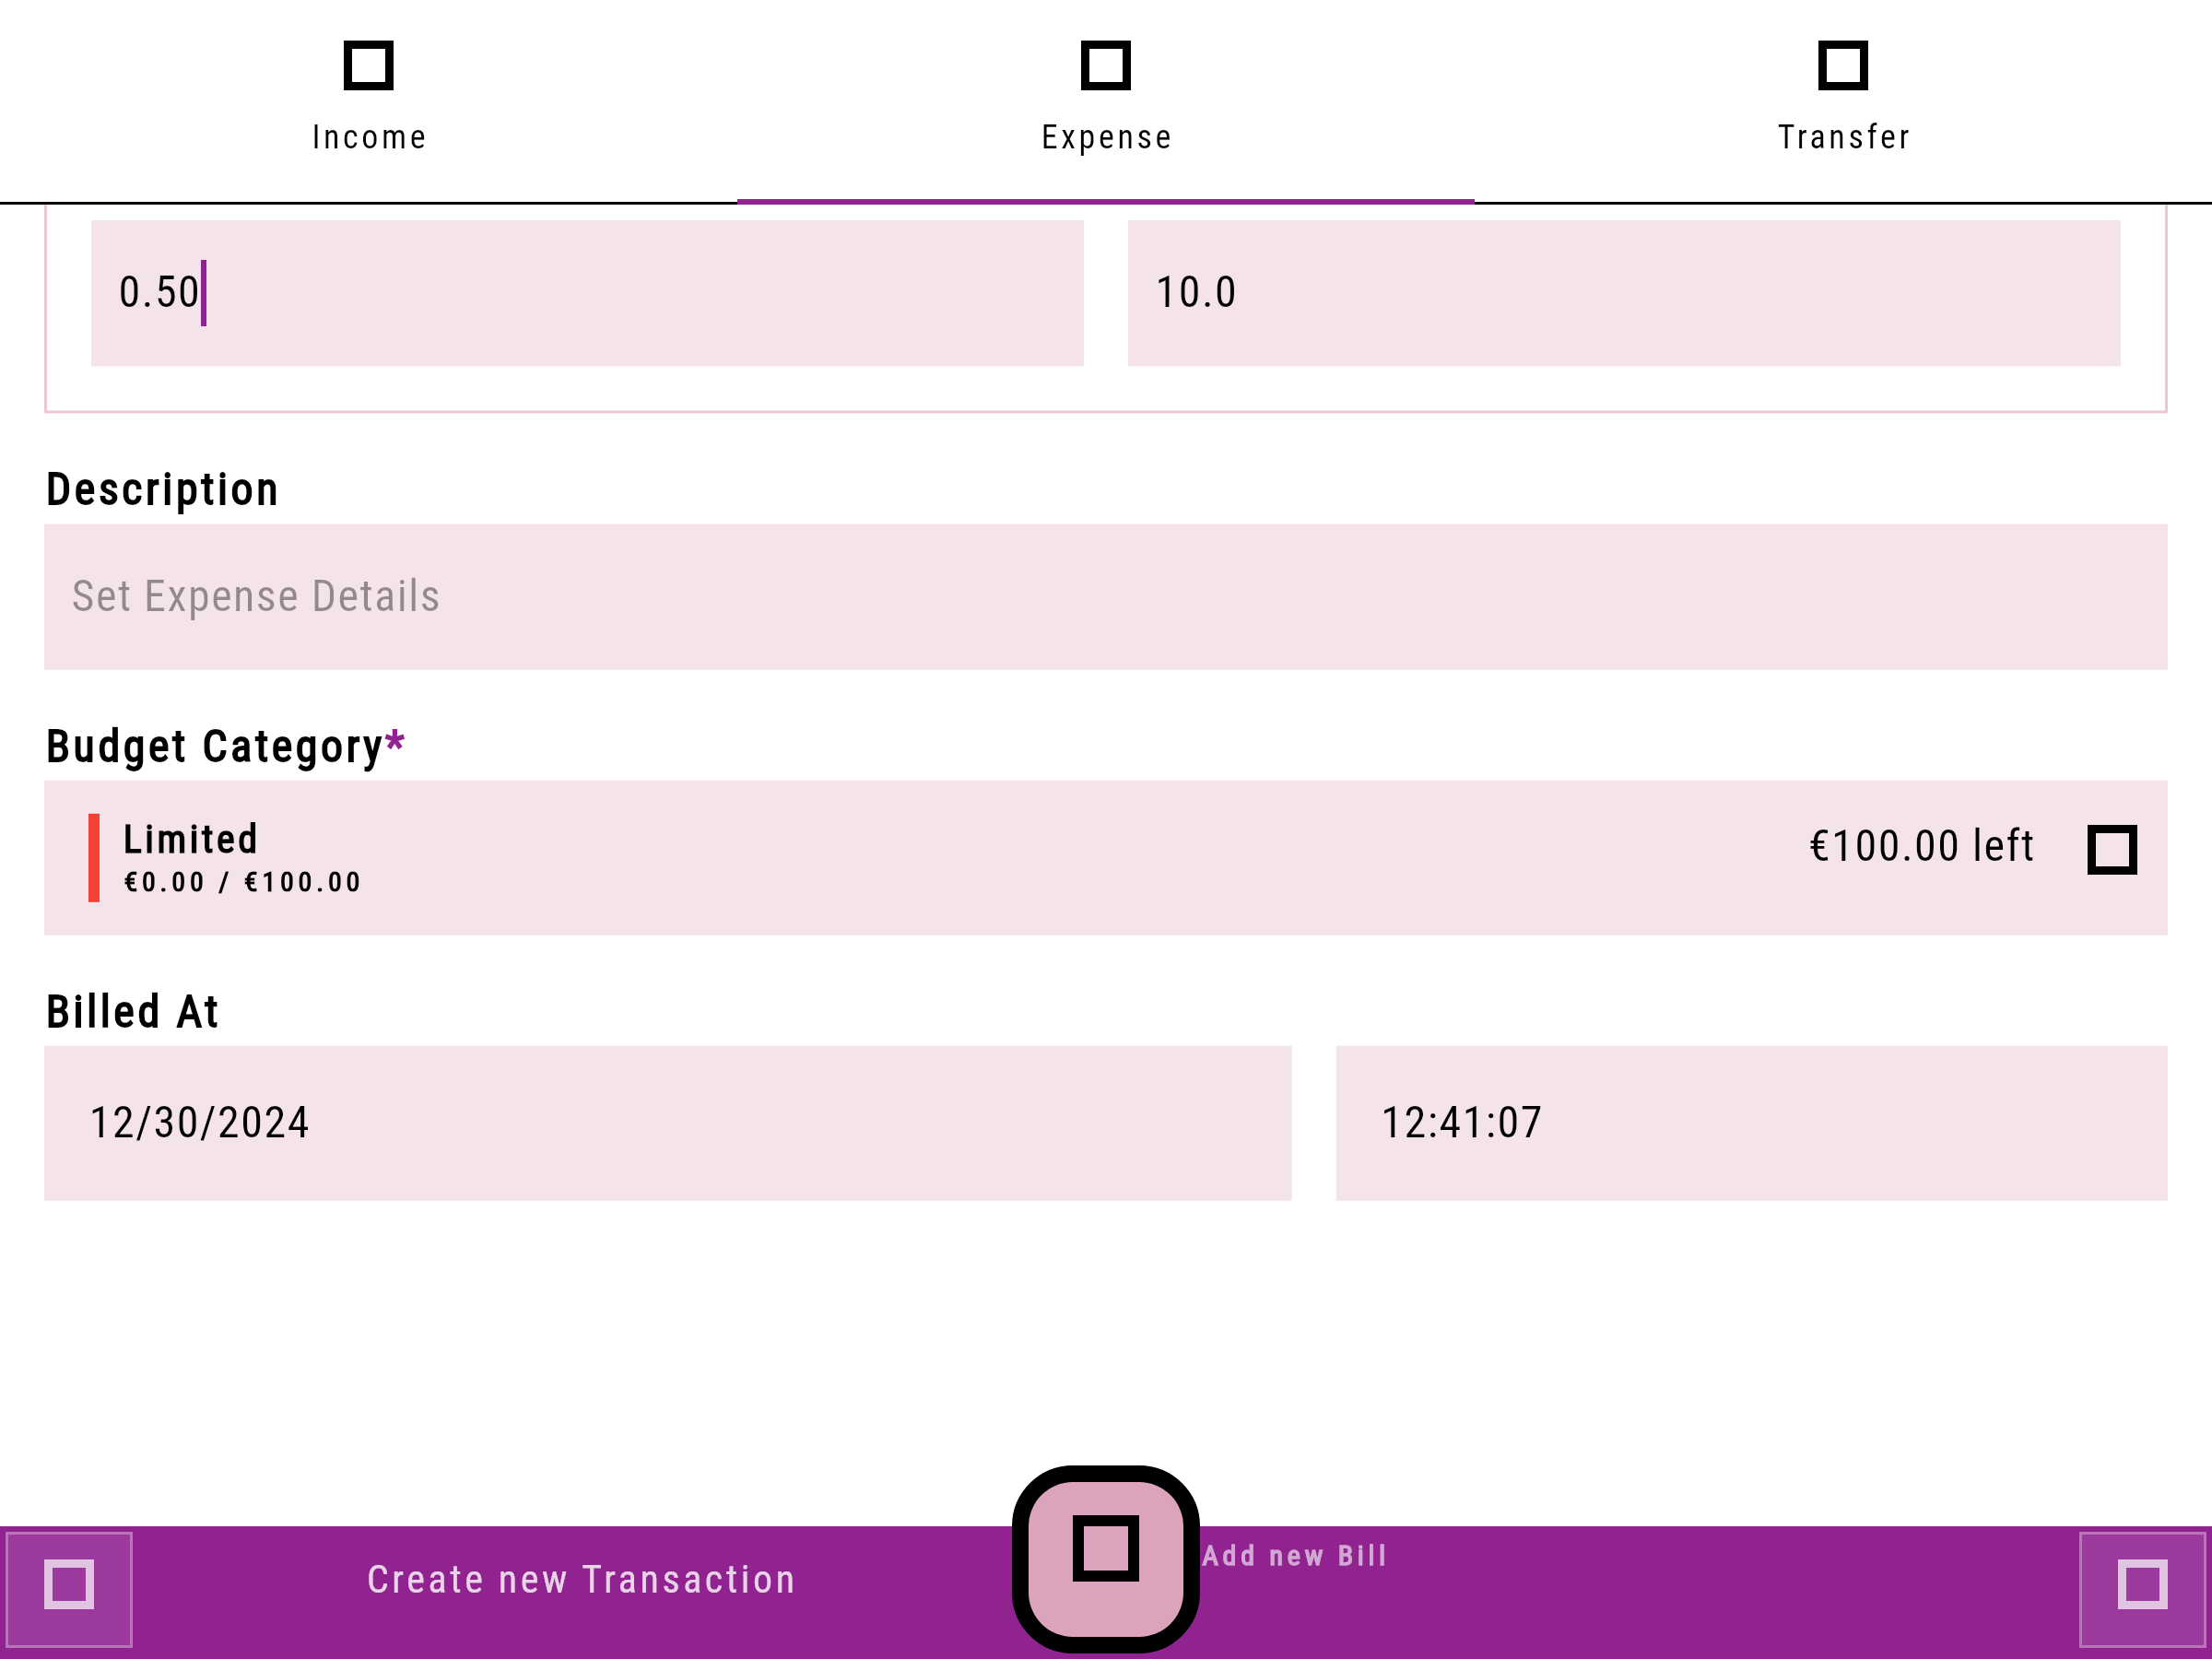 Income
Expense
Transfer
0.50
10.0
Description
Set Expense Details
Budget Category*
Limited
€0.00 / €100.00
€100.00 left
Billed At
12/30/2024
12:41:07
Create new Transaction
Add new Bill